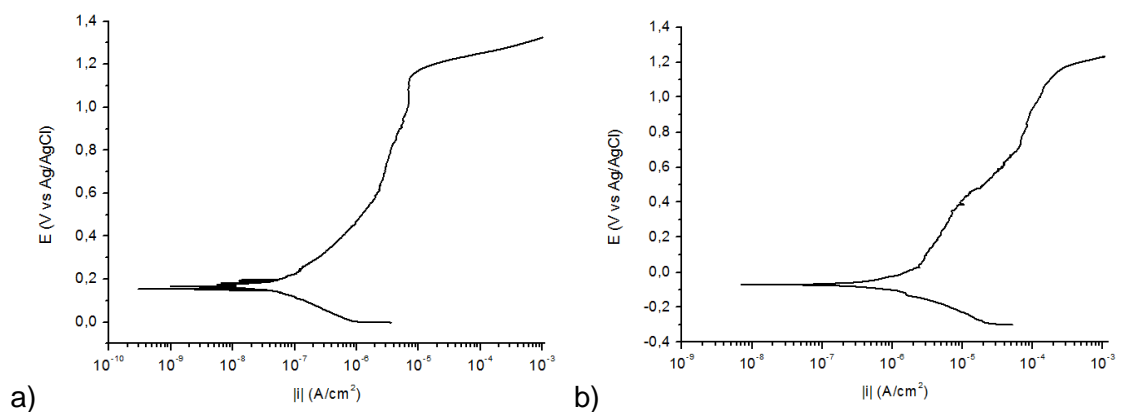 1,4
1,2
1,0
0,8
0,6
0,4
0,2
0,0
E (V vs Ag/AgCl)
10⁻¹⁰ 10⁻⁹ 10⁻⁸ 10⁻⁷ 10⁻⁶ 10⁻⁵ 10⁻⁴ 10⁻³
|i| (A/cm²)
a)
1,4
1,2
1,0
0,8
0,6
0,4
0,2
0,0
-0,2
-0,4
E (V vs Ag/AgCl)
10⁻⁹ 10⁻⁸ 10⁻⁷ 10⁻⁶ 10⁻⁵ 10⁻⁴ 10⁻³
|i| (A/cm²)
b)